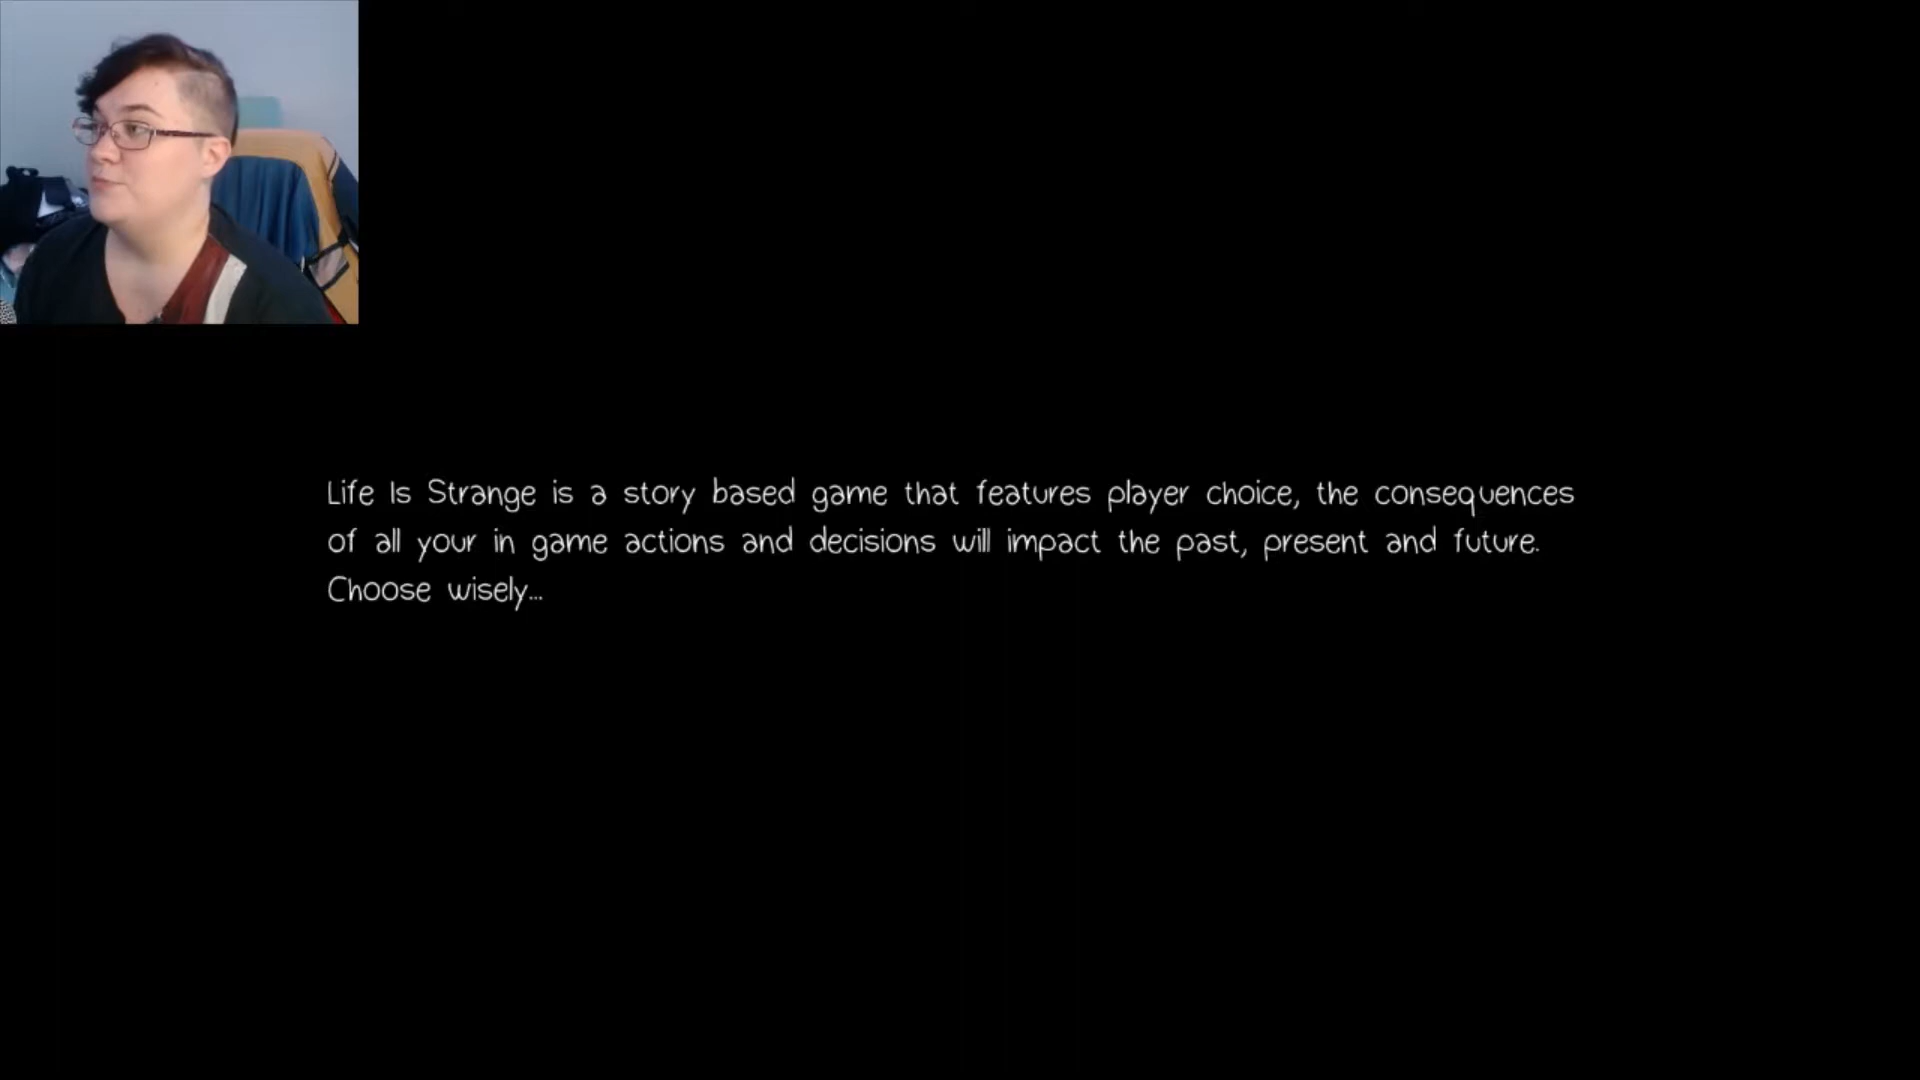 Life Is Strange is a story based game that features player choice, the consequences
of all your in game actions and decisions will impact the past, present and future.
Choose wisely...